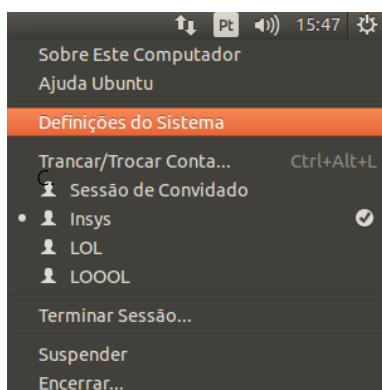 Pt 15:47
Sobre Este Computador
Ajuda Ubuntu
Definições do Sistema
Trancar/Trocar Conta... Ctrl+Alt+L
Sessão de Convidado
Insys
LOL
LOOOL
Terminar Sessão...
Suspender
Encerrar...